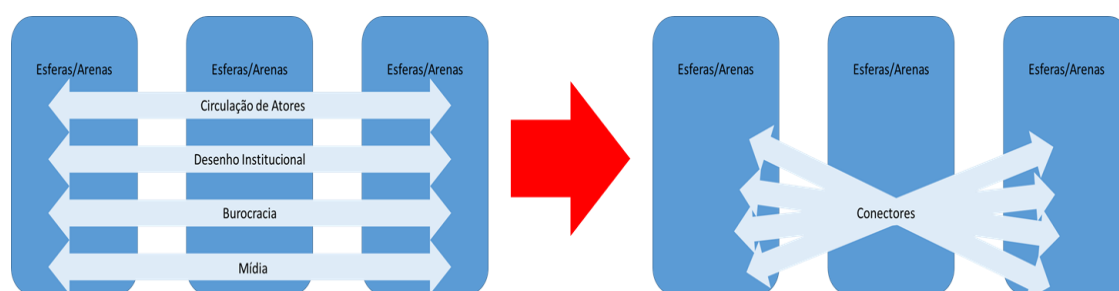 Esferas/Arenas
Esferas/Arenas
Esferas/Arenas
Circulação de Atores
Desenho Institucional
Burocracia
Mídia
Esferas/Arenas
Esferas/Arenas
Esferas/Arenas
Conectores